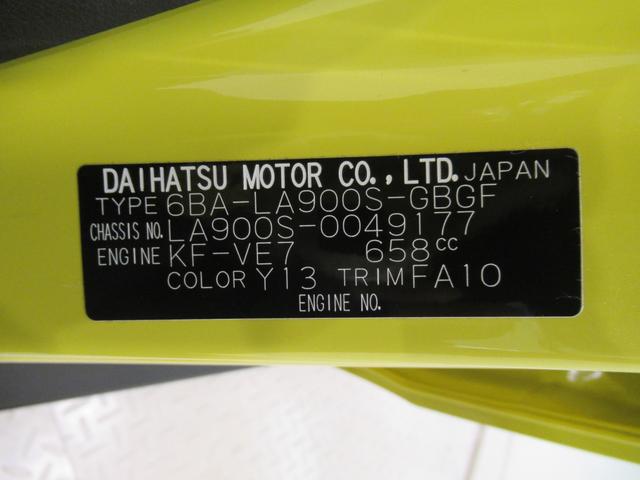 DAIHATSU MOTOR CO.,LTD. JAPAN
TYPE 6BA-LA900S-GBGF
CHASSIS NO. LA900S-0049177
ENGINE KF-VE7 658cc
COLOR Y13 TRIM FA10
ENGINE NO.